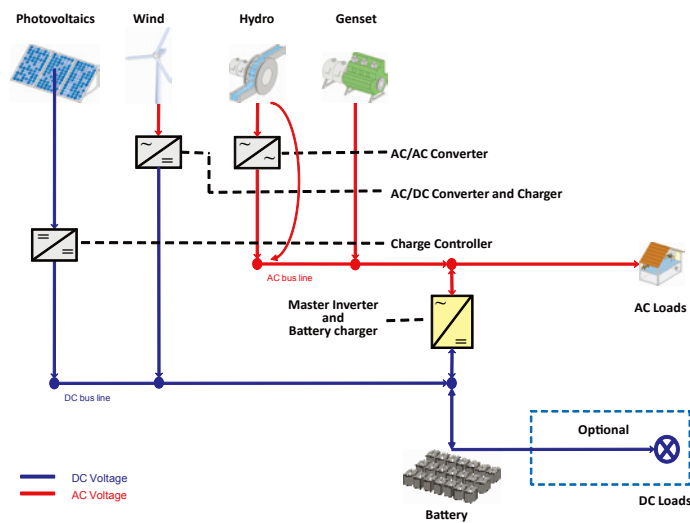 Photovoltaics
Wind
Hydro
Genset
AC/AC Converter
AC/DC Converter and Charger
Charge Controller
AC bus line
Master Inverter
and
Battery charger
AC Loads
DC bus line
Optional
DC Voltage
AC Voltage
Battery
DC Loads